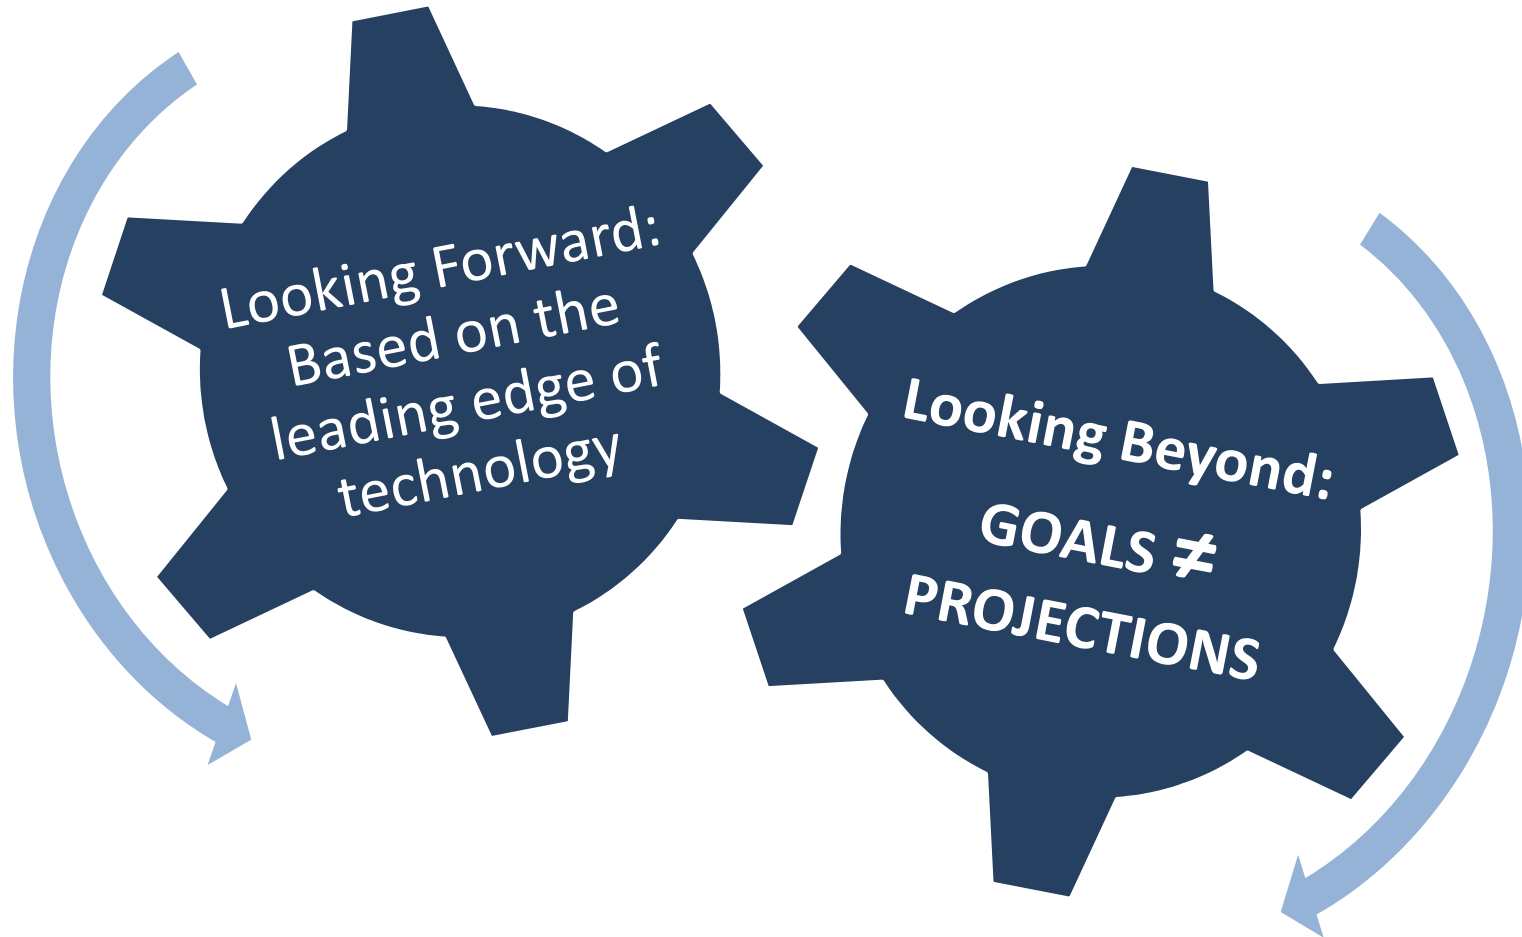 Looking Forward:
Based on the
leading edge of
technology
Looking Beyond:
GOALS ≠
PROJECTIONS